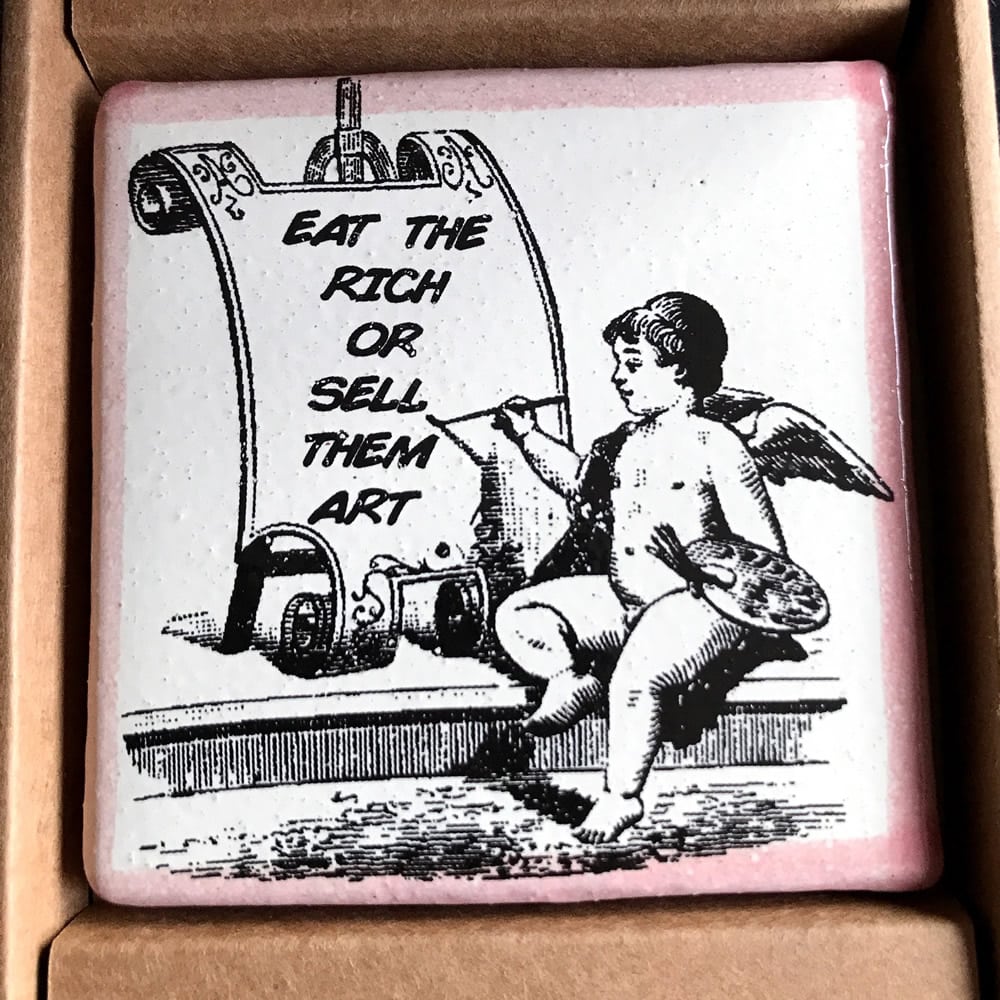 EAT THE
RICH
OR
SELL
THEM
ART